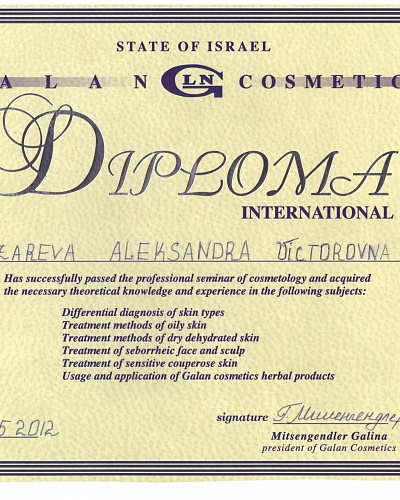 STATE OF ISRAEL
A L A N GLN COSMETIC
DIPLOMA
INTERNATIONAL
ZAREVA ALEKSANDRA VICTOROVNA
Has successfully passed the professional seminar of cosmetology and acquired
the necessary theoretical knowledge and experience in the following subjects:
Differential diagnosis of skin types
Treatment methods of oily skin
Treatment methods of dry dehydrated skin
Treatment of seborrheic face and sculp
Treatment of sensitive couperose skin
Usage and application of Galan cosmetics herbal products
signature Г. Миценгендлер
5 2012
Mitsengendler Galina
president of Galan Cosmetics